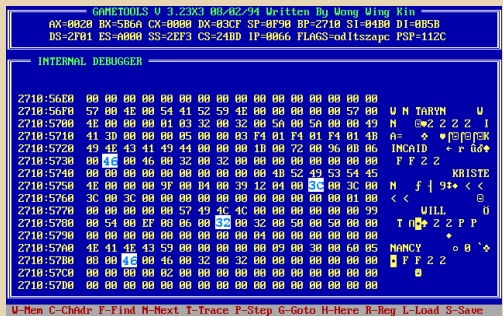 GAMETOOLS V 3.23X3 08/02/94 Written By Wong Wing Kin
AX=0020 BX=5B6A CX=0000 DX=03CF SP=0F90 BP=2710 SI=04B0 DI=0B5B
DS=2F01 ES=A000 SS=2EF3 CS=24BD IP=0066 FLAGS=odItszapc PSP=112C
INTERNAL DEBUGGER
2710:56E0 00 00 00 00 00 00 00 00 00 00 00 00 00 00 00 00
2710:56F0 57 00 4E 00 54 41 52 59 4E 00 00 00 00 00 57 00 W N TARYN W
2710:5700 4E 00 00 00 01 03 32 00 32 00 5A 00 5A 00 00 49 N 2 2 Z Z I
2710:5710 41 3D 00 00 00 05 00 00 03 F4 01 F4 01 F4 01 4B A=
2710:5720 49 4E 43 41 49 44 00 00 00 1B 00 72 00 96 0B 06 INCAID ← r
2710:5730 00 46 00 46 00 32 00 32 00 00 00 00 00 00 00 00 F F 2 2
2710:5740 00 00 00 00 00 00 00 00 00 00 4B 52 49 53 54 45 KRISTE
2710:5750 4E 00 00 00 9F 00 B4 00 39 12 04 00 3C 00 3C 00 N ƒ ┤ 9↕♦ < <
2710:5760 3C 00 3C 00 00 00 00 00 00 00 00 00 00 00 01 00 < <
2710:5770 00 00 00 00 00 57 49 4C 4C 00 00 00 00 00 00 99 WILL Ö
2710:5780 00 54 00 EF 08 06 00 32 00 32 00 50 00 50 00 00 T 2 2 P P
2710:5790 00 00 00 00 00 00 00 00 00 04 00 00 00 00 00 00 ♦
2710:57A0 4E 41 4E 43 59 00 00 00 00 00 09 00 30 00 60 05 NANCY ○ 0 `♣
2710:57B0 08 00 46 00 46 00 32 00 32 00 00 00 00 00 00 00 F F 2 2
2710:57C0 00 00 00 00 00 02 00 00 00 00 00 00 00 00 00 00
2710:57D0 00 00 00 00 00 00 00 00 00 00 00 00 00 00 00 00
W-Mem C-ChAdr F-Find N-Next T-Trace P-Step G-Goto H-Here R-Reg L-Load S-Save